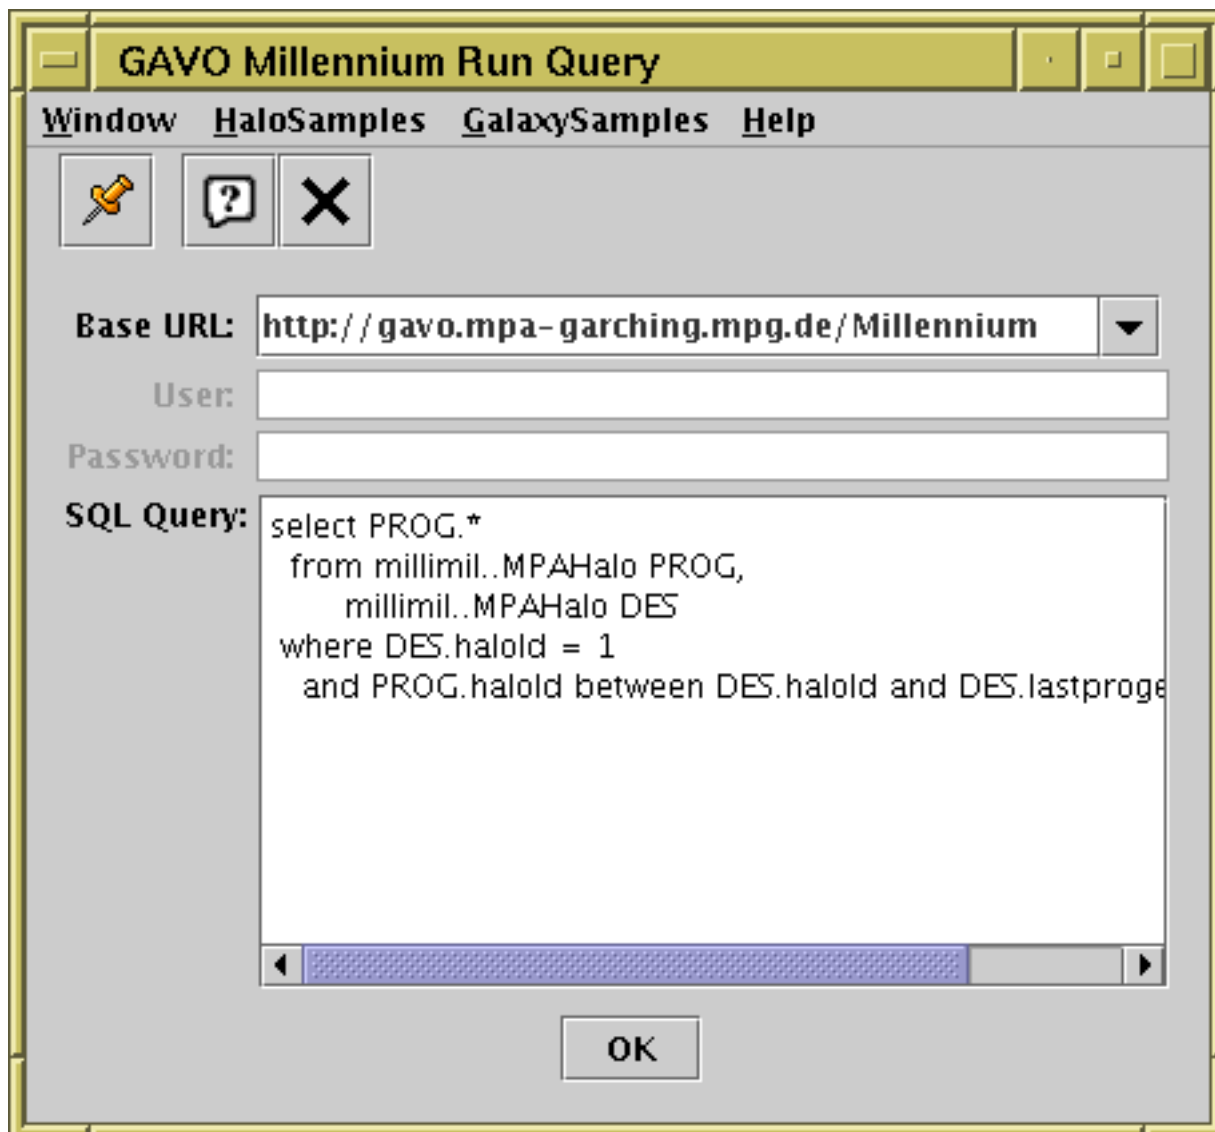 GAVO Millennium Run Query
Window HaloSamples GalaxySamples Help
?
Base URL: http://gavo.mpa-garching.mpg.de/Millennium
User:
Password:
SQL Query:
select PROG.*
from millimil..MPAHalo PROG,
millimil..MPAHalo DES
where DES.haloId = 1
and PROG.haloId between DES.haloId and DES.lastproge
OK